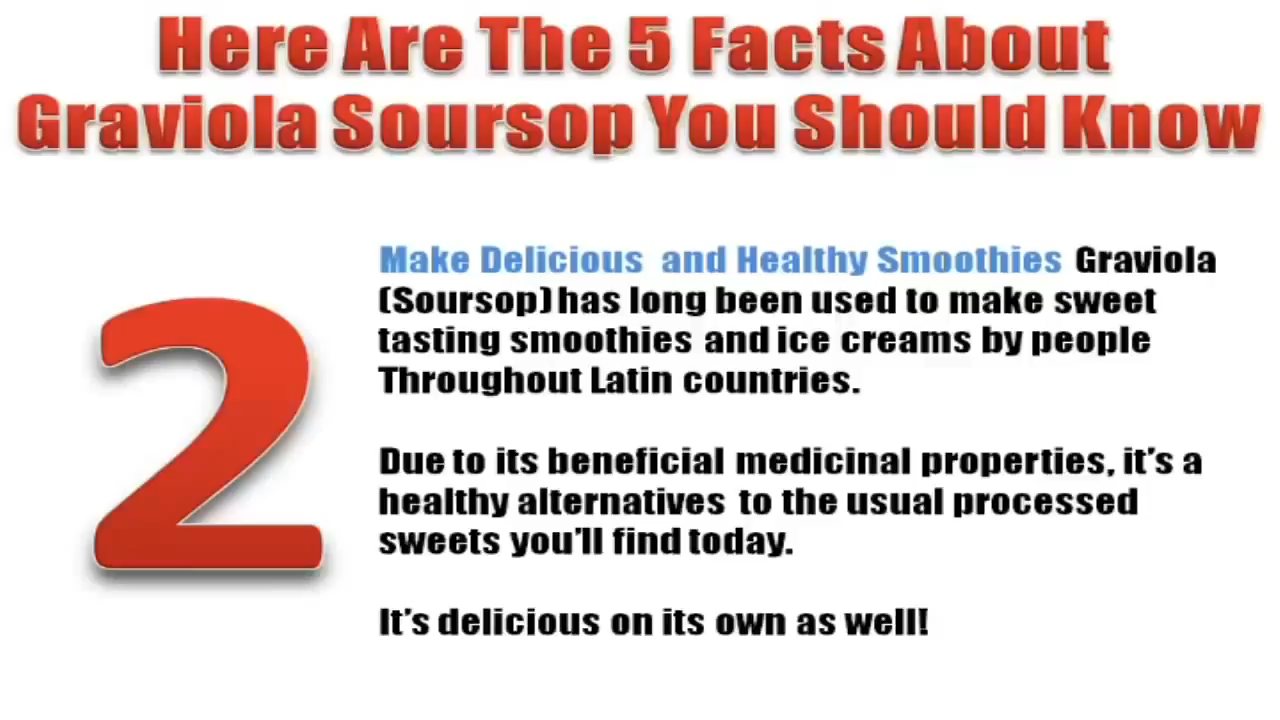 Here Are The 5 Facts About
Graviola Soursop You Should Know
2
Make Delicious and Healthy Smoothies Graviola
(Soursop) has long been used to make sweet
tasting smoothies and ice creams by people
Throughout Latin countries.
Due to its beneficial medicinal properties, it's a
healthy alternatives to the usual processed
sweets you'll find today.
It's delicious on its own as well!